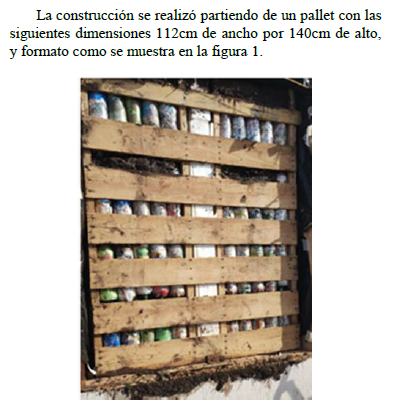 La construcción se realizó partiendo de un pallet con las
siguientes dimensiones 112cm de ancho por 140cm de alto,
y formato como se muestra en la figura 1.